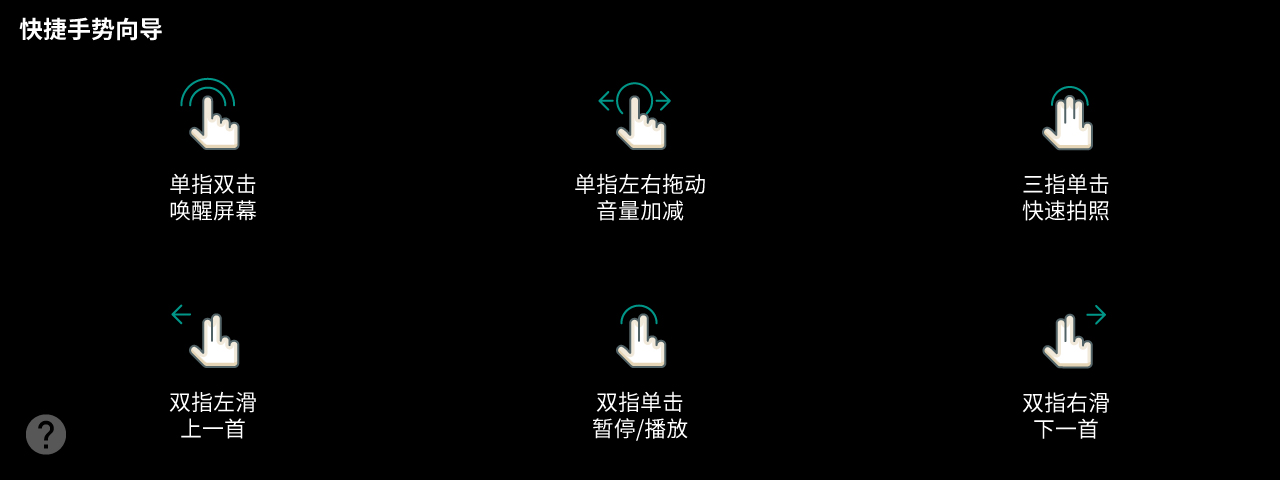 快捷手势向导
单指双击
唤醒屏幕
单指左右拖动
音量加减
三指单击
快速拍照
双指左滑
上一首
双指单击
暂停/播放
双指右滑
下一首
?